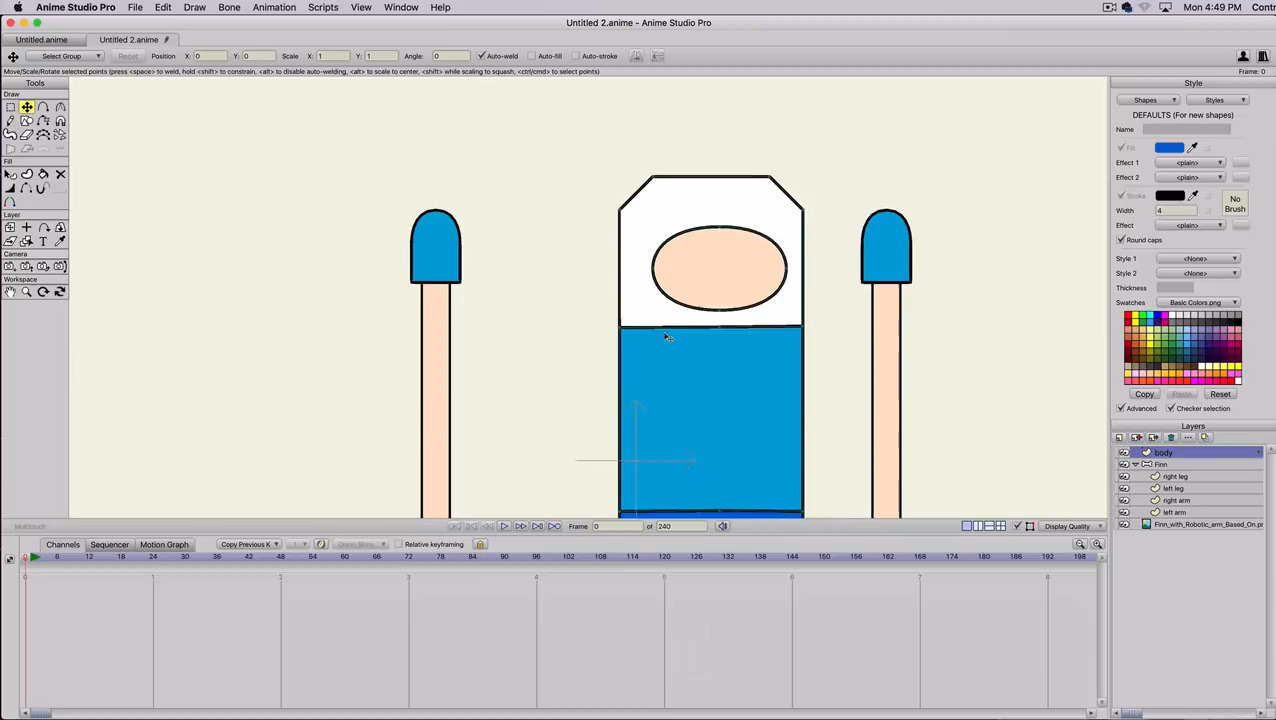 Anime Studio Pro File Edit Draw Bone Animation Scripts View Window Help Mon 4:49 PM Contr
Untitled 2.anime - Anime Studio Pro
Untitled.anime Untitled 2.anime
Select Group Reset Position X: 0 Y: 0 Scale X: 1 Y: 1 Angle: 0 Auto-weld Auto-fill Auto-stroke
Move/Scale/Rotate selected points (press <space> to weld, hold <shift> to constrain, <alt> to disable auto-welding, <alt> to scale to center, <shift> while scaling to squash, <ctrl/cmd> to select points) Frame: 0
Tools
Draw
Fill
Layer
Camera
Workspace
Style
Shapes Styles
DEFAULTS (For new shapes)
Name
Fill
Effect 1 <plain>
Effect 2 <plain>
Stroke
Width 4
No Brush
Effect <plain>
Round caps
Style 1 <None>
Style 2 <None>
Thickness
Swatches Basic Colors.png
Copy Paste Reset
Advanced Checker selection
Layers
body
Finn
right leg
left leg
right arm
left arm
Finn_with_Robotic_arm_Based_On.p
Multitouch Frame 0 of 240 Display Quality
Channels Sequencer Motion Graph Copy Previous K 1 Onion Skins Relative keyframing
0 6 12 18 24 30 36 42 48 54 60 66 72 78 84 90 96 102 108 114 120 126 132 138 144 150 156 162 168 174 180 186 192 198
0 1 2 3 4 5 6 7 8